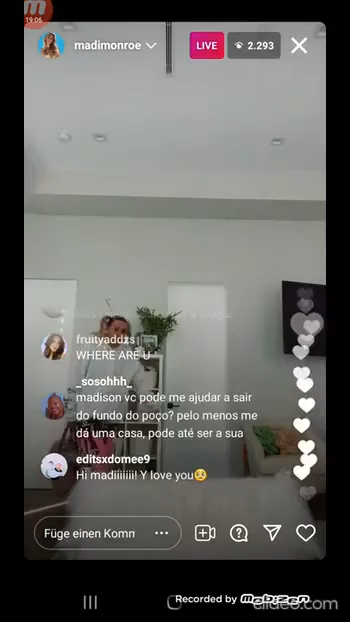 19:06
madimonroe
LIVE
2.293
fruityaddzs
WHERE ARE U
_sosohhh_
madison vc pode me ajudar a sair
do fundo do poço? pelo menos me
dá uma casa, pode até ser a sua
editsxdomee9
Hi madiiiiiii! Y love you🥺
Füge einen Komm
Recorded by mobizen